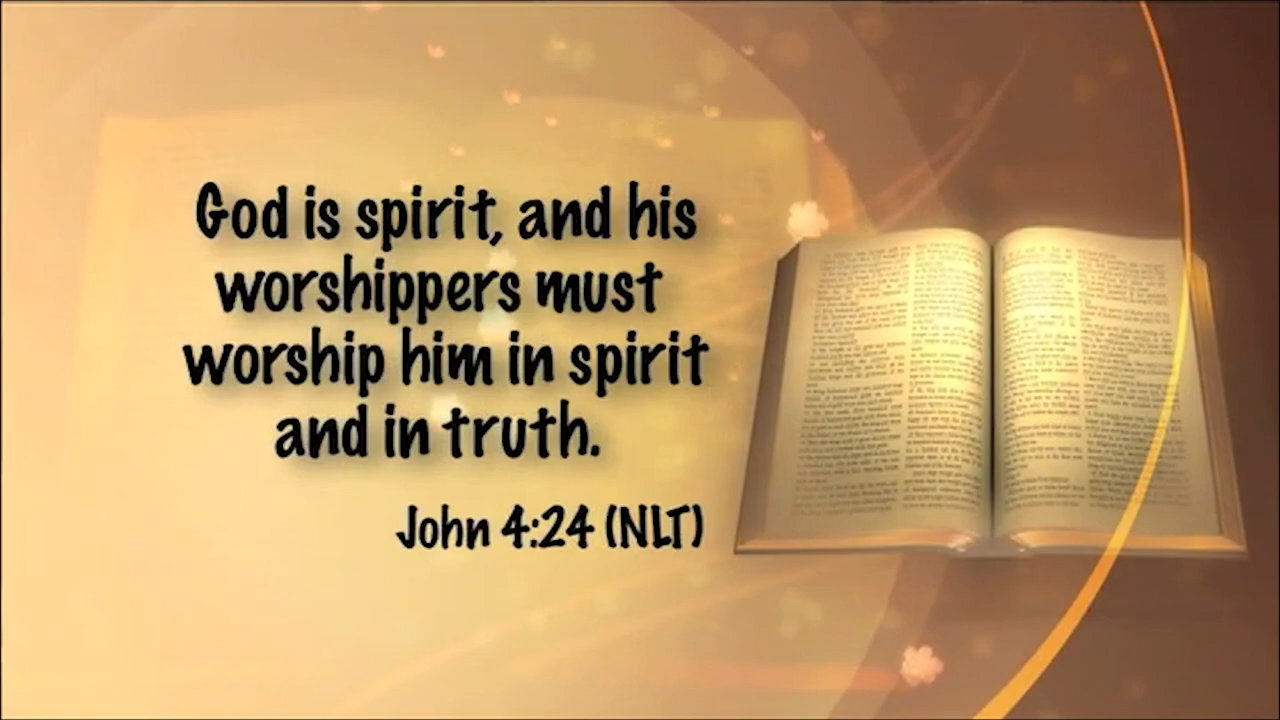 God is spirit, and his
worshippers must
worship him in spirit
and in truth.
John 4:24 (NLT)